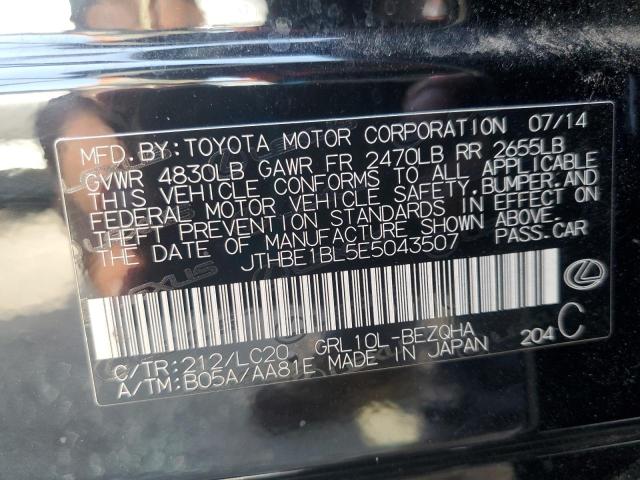 MFD. BY: TOYOTA MOTOR CORPORATION 07/14
GVWR 4830LB GAWR FR 2470LB RR 2655LB
THIS VEHICLE CONFORMS TO ALL APPLICABLE
FEDERAL MOTOR VEHICLE SAFETY, BUMPER, AND
THEFT PREVENTION STANDARDS IN EFFECT ON
THE DATE OF MANUFACTURE SHOWN ABOVE.
JTHBE1BL5E5043507 PASS. CAR
C/TR: 212/LC20 GRL10L-BEZQHA
A/TM: B05A/AA81E MADE IN JAPAN 204 C